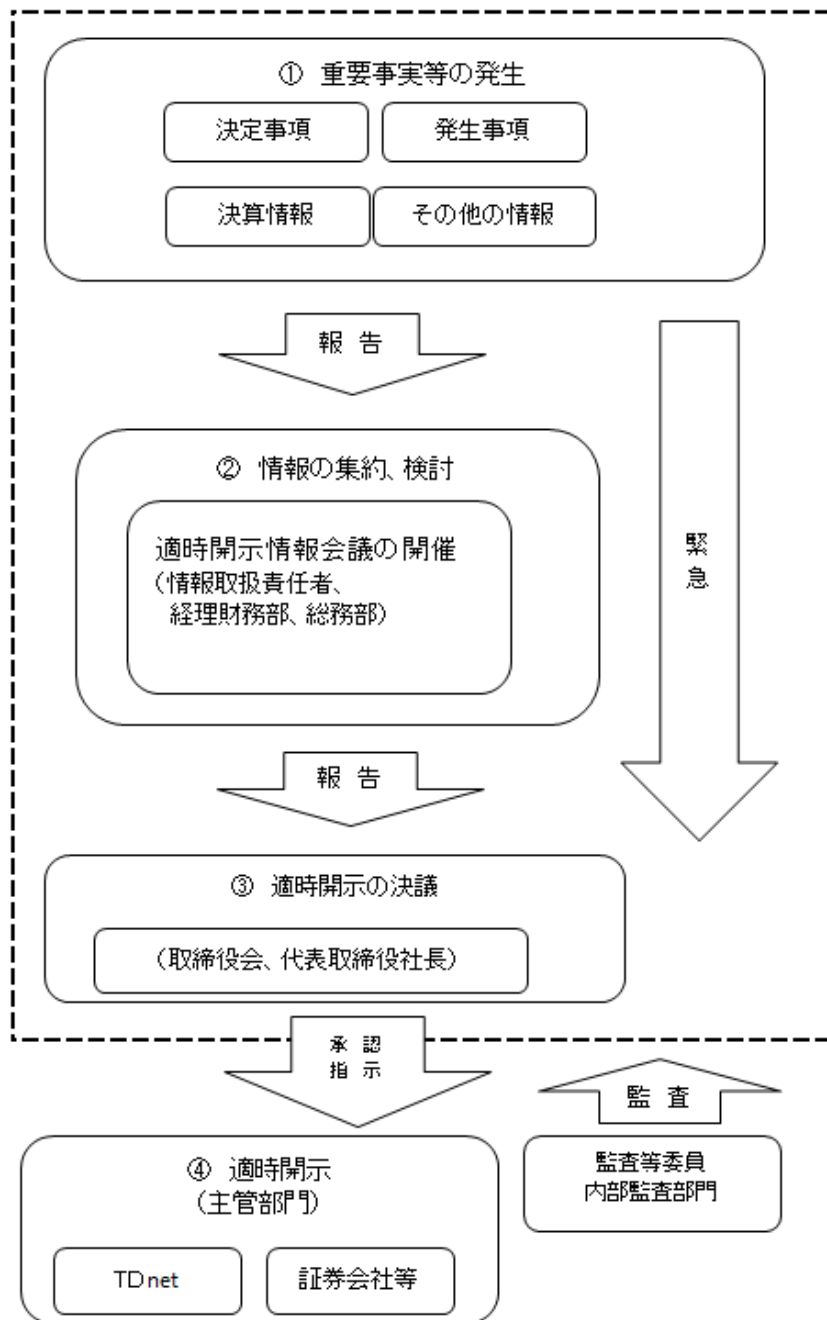 ① 重要事実等の発生
決定事項
発生事項
決算情報
その他の情報
報 告
② 情報の集約、検討
適時開示情報会議の開催
(情報取扱責任者、
経理財務部、総務部)
緊
急
報 告
③ 適時開示の決議
(取締役会、代表取締役社長)
承 認
指 示
監 査
④ 適時開示
(主管部門)
TDnet
証券会社等
監査等委員
内部監査部門